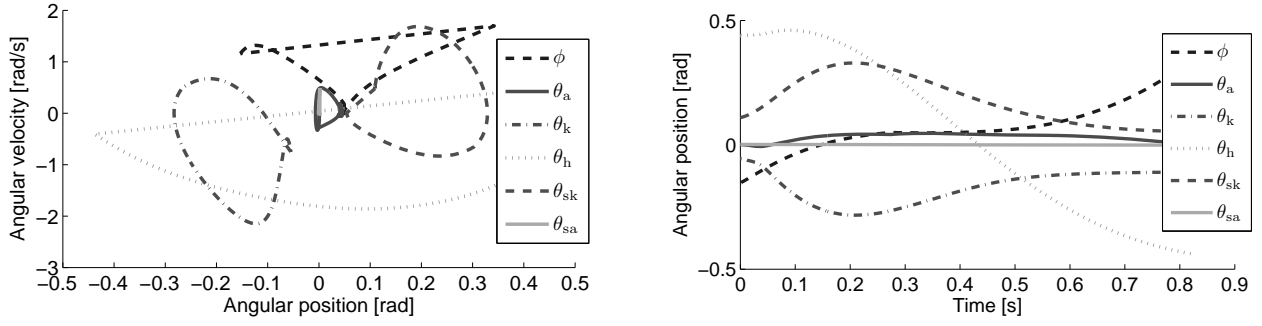 2
1
0
−1
−2
−3
−0.5 −0.4 −0.3 −0.2 −0.1 0 0.1 0.2 0.3 0.4 0.5
Angular position [rad]
Angular velocity [rad/s]
ϕ
θa
θk
θh
θsk
θsa
0.5
0
−0.5
0 0.1 0.2 0.3 0.4 0.5 0.6 0.7 0.8 0.9
Time [s]
Angular position [rad]
ϕ
θa
θk
θh
θsk
θsa